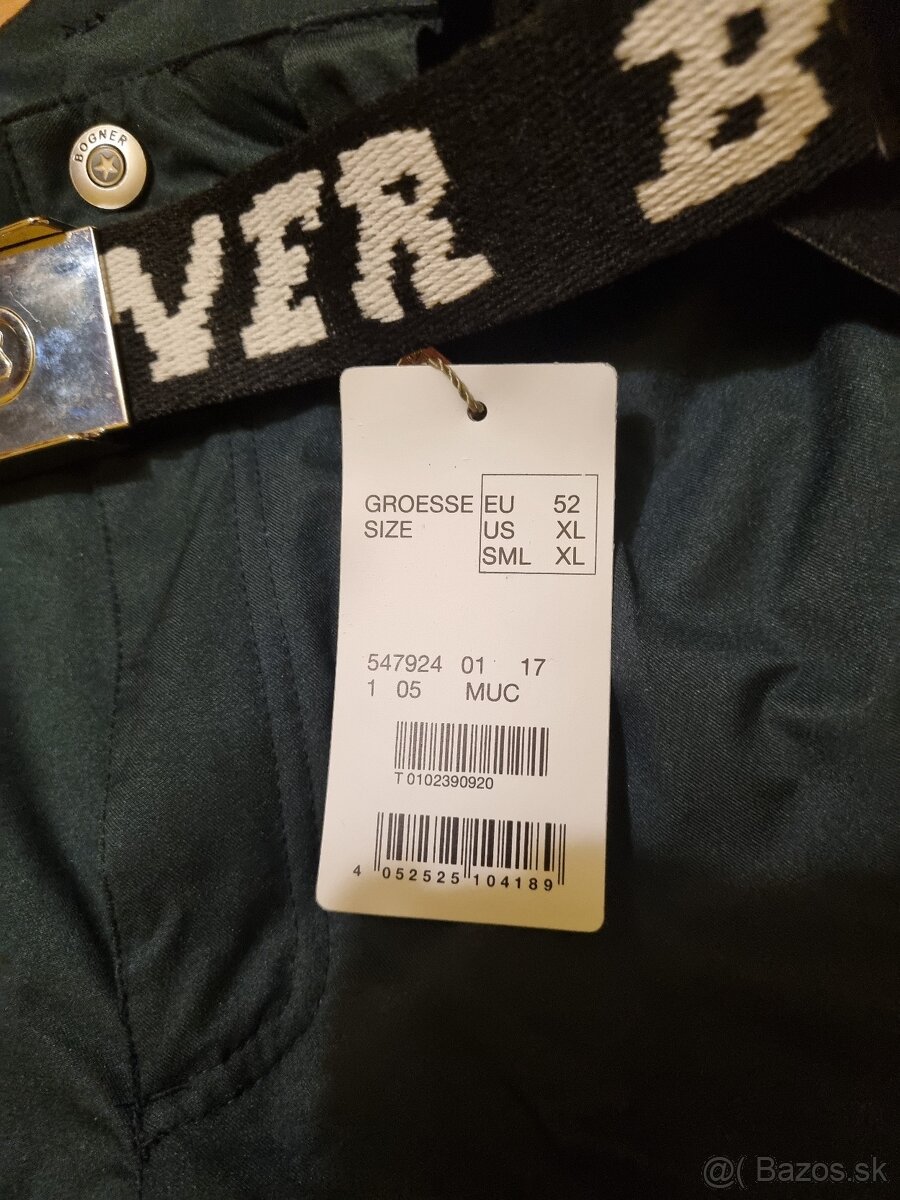 BOGNER
VER B
GROESSE EU 52
SIZE US XL
SML XL
547924 01 17
1 05 MUC
T 0102390920
4 052525 104189
@( Bazos.sk